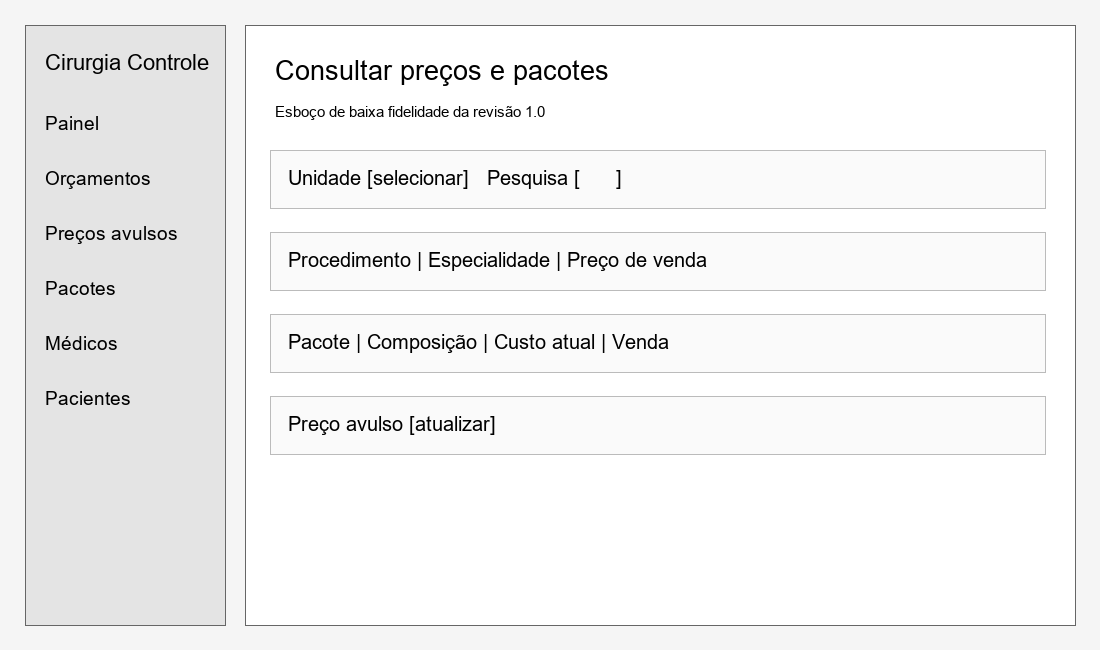 Cirurgia Controle
Painel
Orçamentos
Preços avulsos
Pacotes
Médicos
Pacientes
Consultar preços e pacotes
Esboço de baixa fidelidade da revisão 1.0
Unidade [selecionar]   Pesquisa [      ]
Procedimento | Especialidade | Preço de venda
Pacote | Composição | Custo atual | Venda
Preço avulso [atualizar]